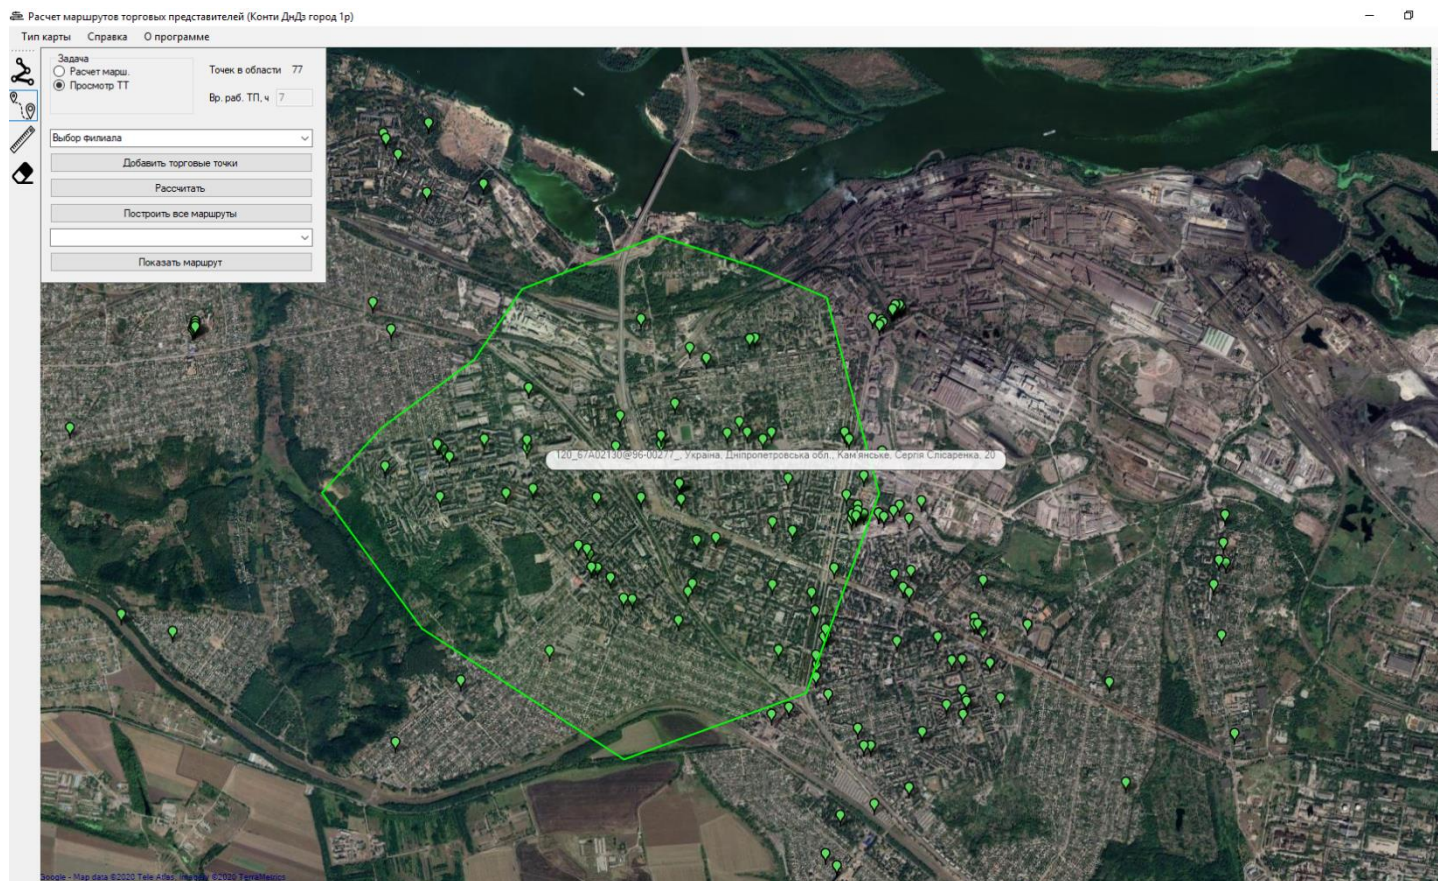 Расчет маршрутов торговых представителей (Конти ДнДз город 1р)
Тип карты Справка О программе
Задача
Расчет марш.
Просмотр ТТ
Точек в области 77
Вр. раб. ТП, ч 7
Выбор филиала
Добавить торговые точки
Рассчитать
Построить все маршруты
Показать маршрут
120_67А02130@96-00277_, Україна, Дніпропетровська обл., Кам'янське, Сергія Слісаренка, 20
Google - Map data ©2020 Tele Atlas, Imagery ©2020 TerraMetrics